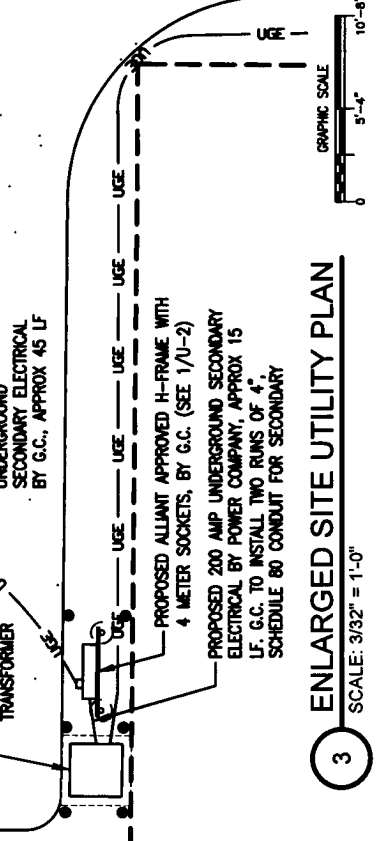 UNDERGROUND
SECONDARY ELECTRICAL
BY G.C., APPROX 45 LF
TRANSFORMER
UGE
UGE
UGE
UGE
UGE
UGE
UGE
UGE
PROPOSED ALLIANT APPROVED H-FRAME WITH
4 METER SOCKETS, BY G.C. (SEE 1/U-2)
PROPOSED 200 AMP UNDERGROUND SECONDARY
ELECTRICAL BY POWER COMPANY, APPROX 15
LF. G.C. TO INSTALL TWO RUNS OF 4",
SCHEDULE 80 CONDUIT FOR SECONDARY
3
ENLARGED SITE UTILITY PLAN
SCALE: 3/32" = 1'-0"
GRAPHIC SCALE
0
5'-4"
10'-8"